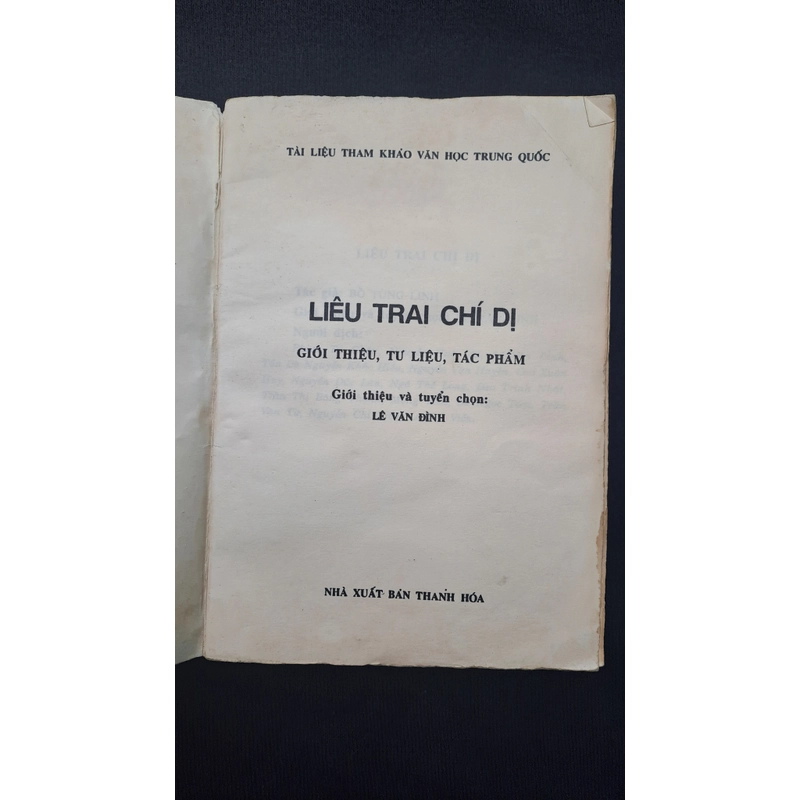 TÀI LIỆU THAM KHẢO VĂN HỌC TRUNG QUỐC
LIÊU TRAI CHÍ DỊ
GIỚI THIỆU, TƯ LIỆU, TÁC PHẨM
Giới thiệu và tuyển chọn:
LÊ VĂN ĐÌNH
NHÀ XUẤT BẢN THANH HÓA